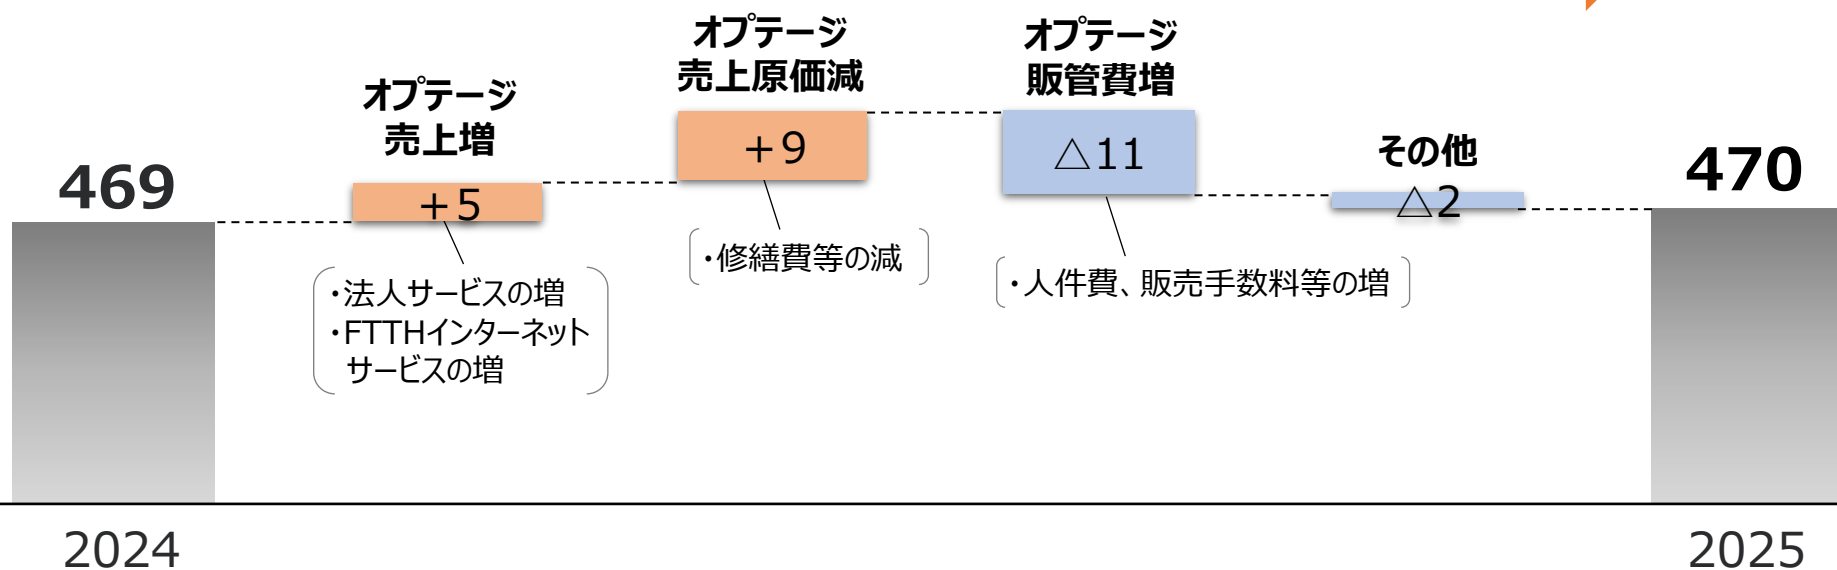 469
オプテージ
売上増
＋5
・法人サービスの増
・FTTHインターネット
サービスの増
オプテージ
売上原価減
＋9
・修繕費等の減
オプテージ
販管費増
△11
・人件費、販売手数料等の増
その他
△2
470
2024
2025